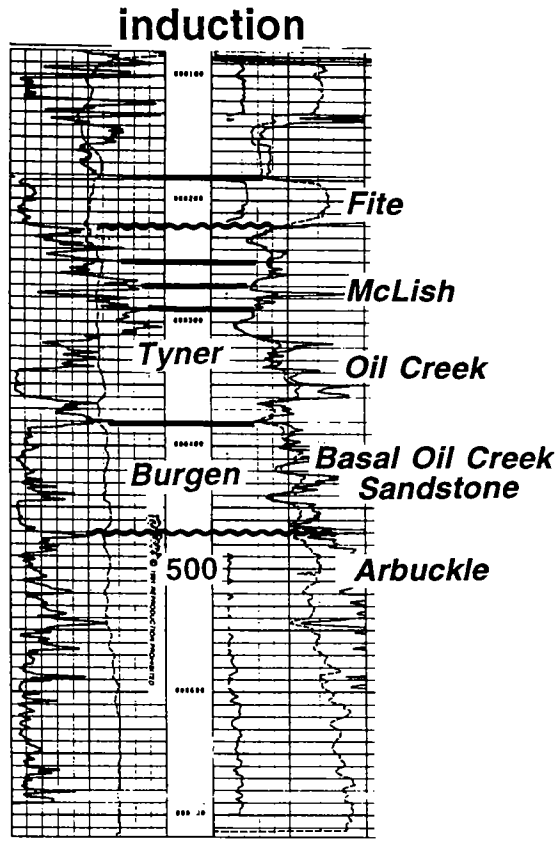 induction
Fite
McLish
Tyner
Oil Creek
Burgen
Basal Oil Creek
Sandstone
500
Arbuckle